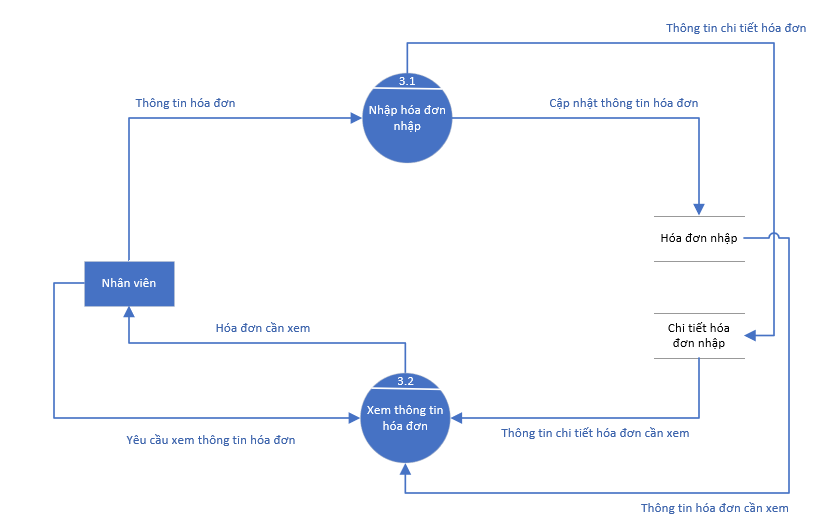 Thông tin chi tiết hóa đơn
3.1
Nhập hóa đơn
nhập
Thông tin hóa đơn
Cập nhật thông tin hóa đơn
Hóa đơn nhập
Nhân viên
Hóa đơn cần xem
Chi tiết hóa
đơn nhập
3.2
Xem thông tin
hóa đơn
Thông tin chi tiết hóa đơn cần xem
Yêu cầu xem thông tin hóa đơn
Thông tin hóa đơn cần xem